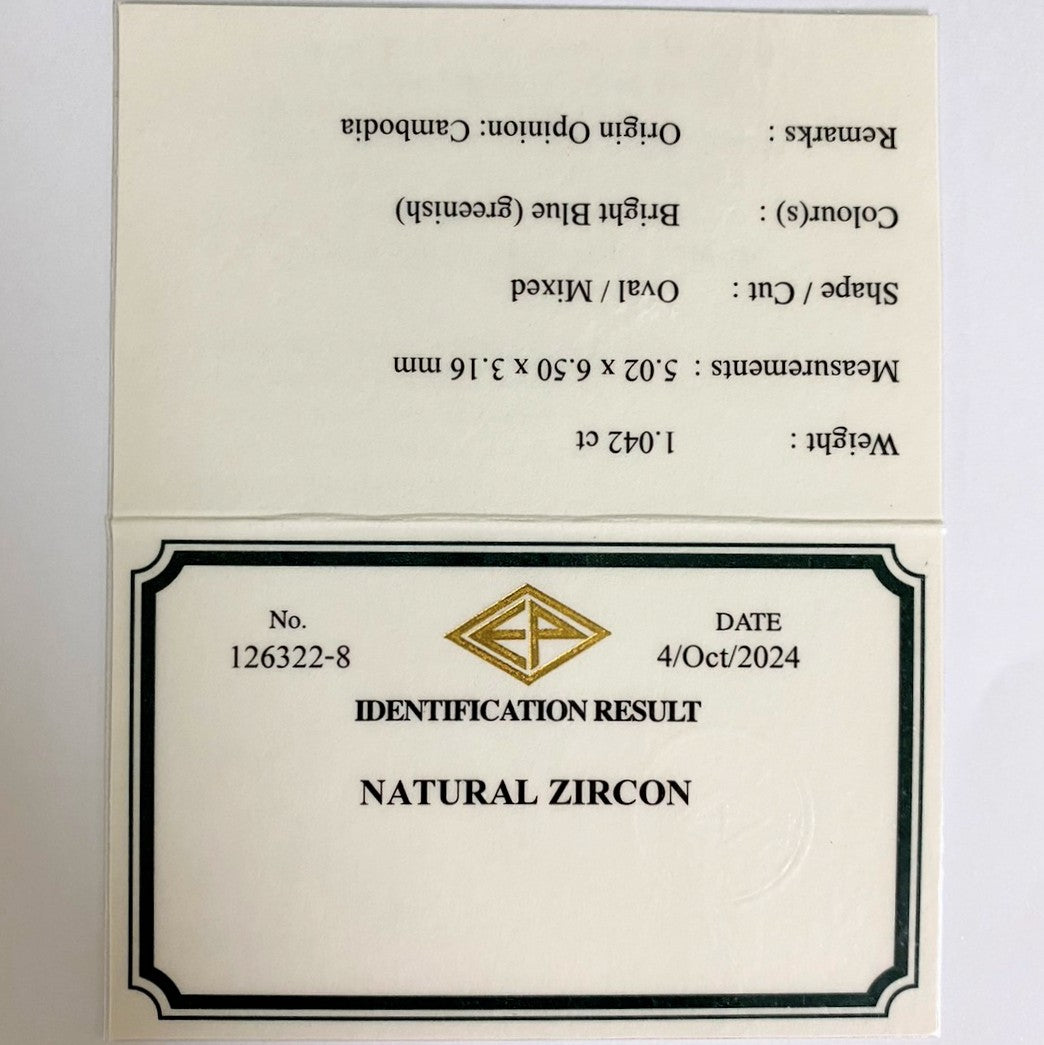 Weight : 1.042 ct
Measurements : 5.02 x 6.50 x 3.16 mm
Shape / Cut : Oval / Mixed
Colour(s) : Bright Blue (greenish)
Remarks : Origin Opinion: Cambodia
No. DATE
126322-8 4/Oct/2024
IDENTIFICATION RESULT
NATURAL ZIRCON